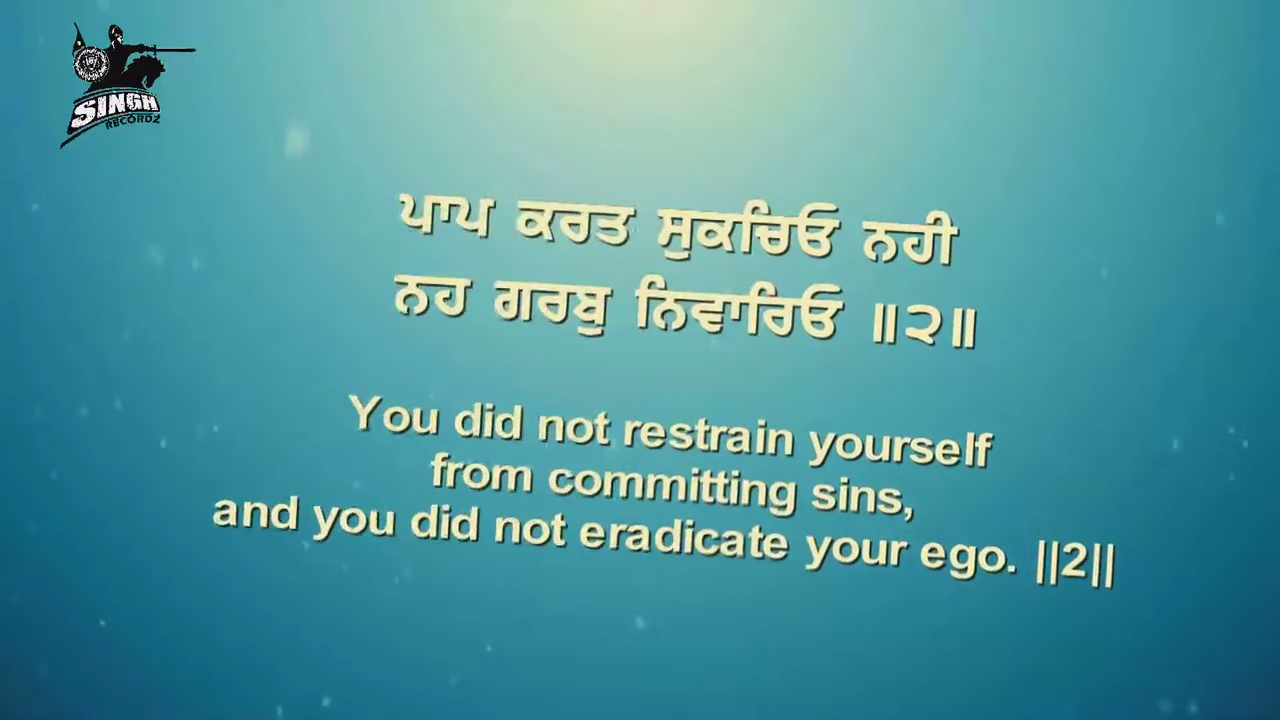 SINGH
RECORDZ
ਪਾਪ ਕਰਤ ਸੁਕਚਿਓ ਨਹੀ
ਨਹ ਗਰਬੁ ਨਿਵਾਰਿਓ ॥੨॥
You did not restrain yourself
from committing sins,
and you did not eradicate your ego. ||2||